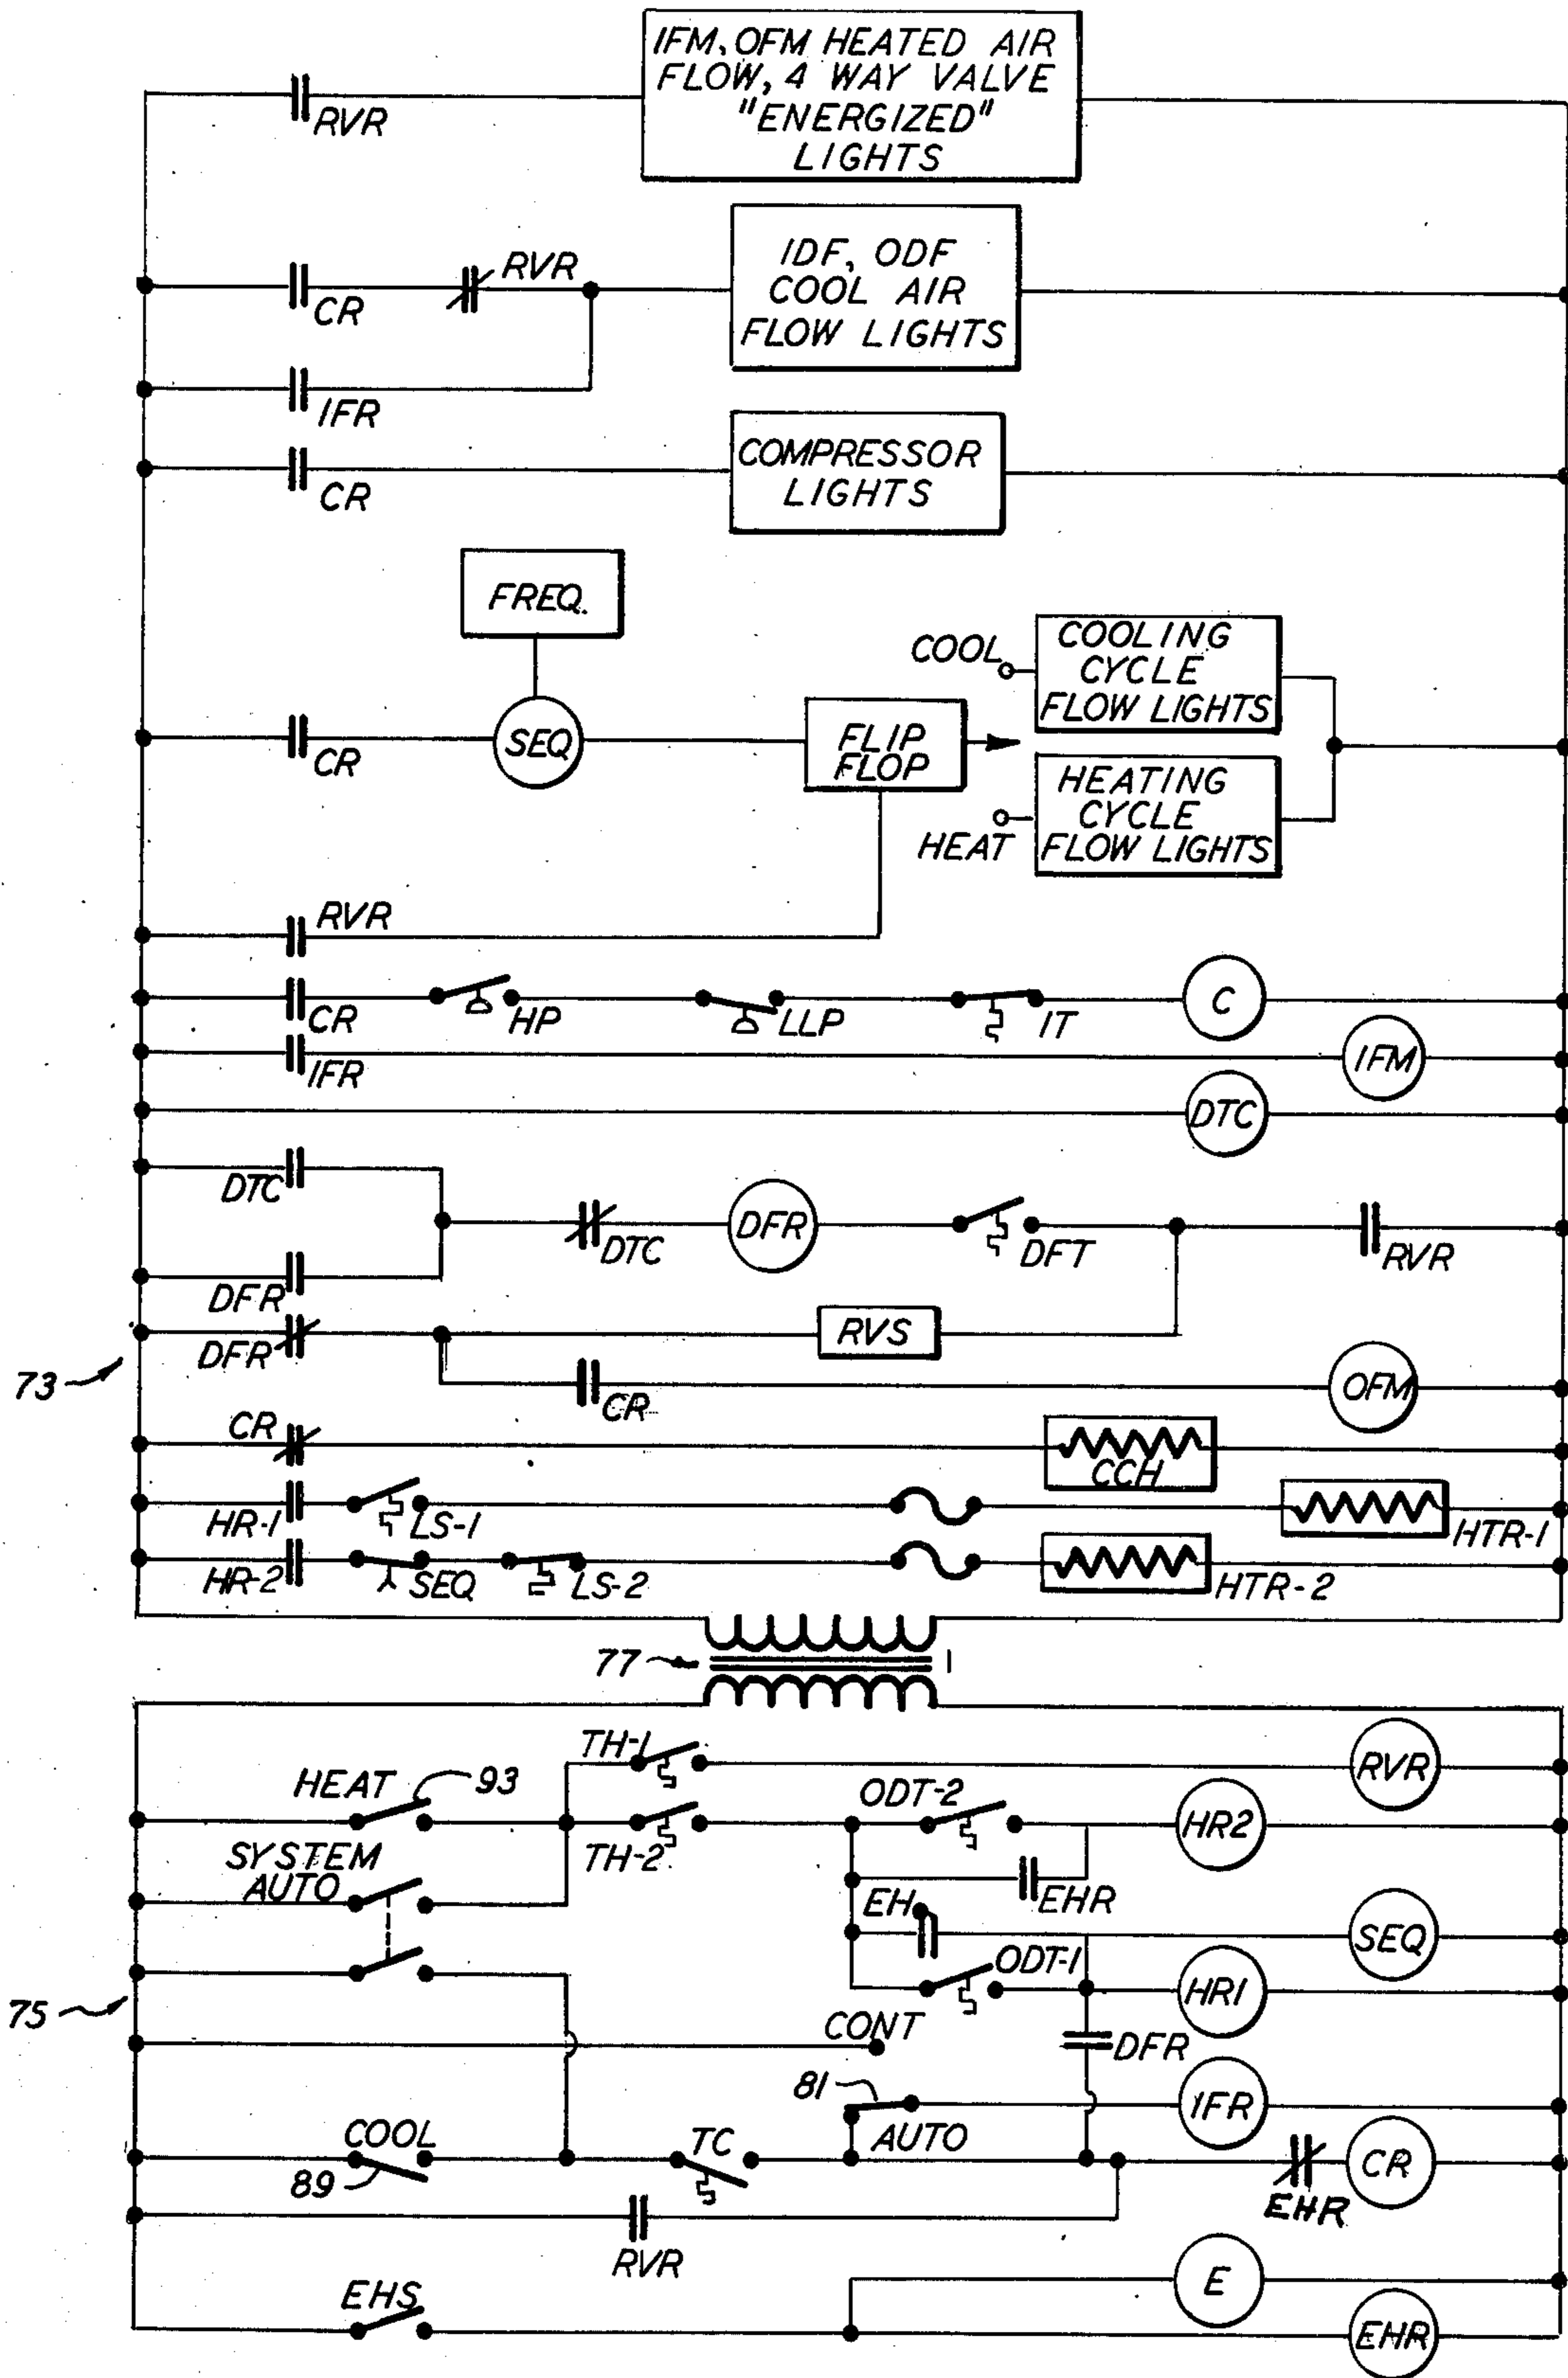 IFM, OFM HEATED AIR
FLOW, 4 WAY VALVE
"ENERGIZED"
LIGHTS
RVR
IDF, ODF
COOL AIR
FLOW LIGHTS
RVR
CR
IFR
COMPRESSOR
LIGHTS
CR
FREQ.
COOL
COOLING
CYCLE
FLOW LIGHTS
CR
SEQ
FLIP
FLOP
HEAT
HEATING
CYCLE
FLOW LIGHTS
RVR
CR
HP
LLP
IT
C
IFR
IFM
DTC
DTC
DTC
DFR
DFT
RVR
DFR
DFR
RVS
73
CR
OFM
CR
CCH
HR-1
LS-1
HTR-1
HR-2
SEQ
LS-2
HTR-2
77
TH-1
RVR
HEAT
93
ODT-2
HR2
TH-2
SYSTEM
AUTO
EHR
EH
SEQ
ODT-1
HR1
75
CONT
DFR
81
IFR
AUTO
COOL
89
TC
EHR
CR
RVR
EHS
E
EHR